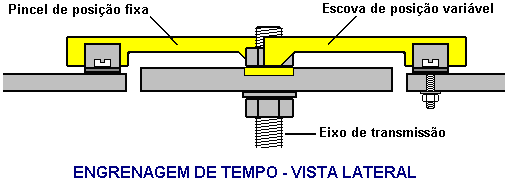 Pincel de posição fixa
Escova de posição variável
Eixo de transmissão
ENGRENAGEM DE TEMPO - VISTA LATERAL